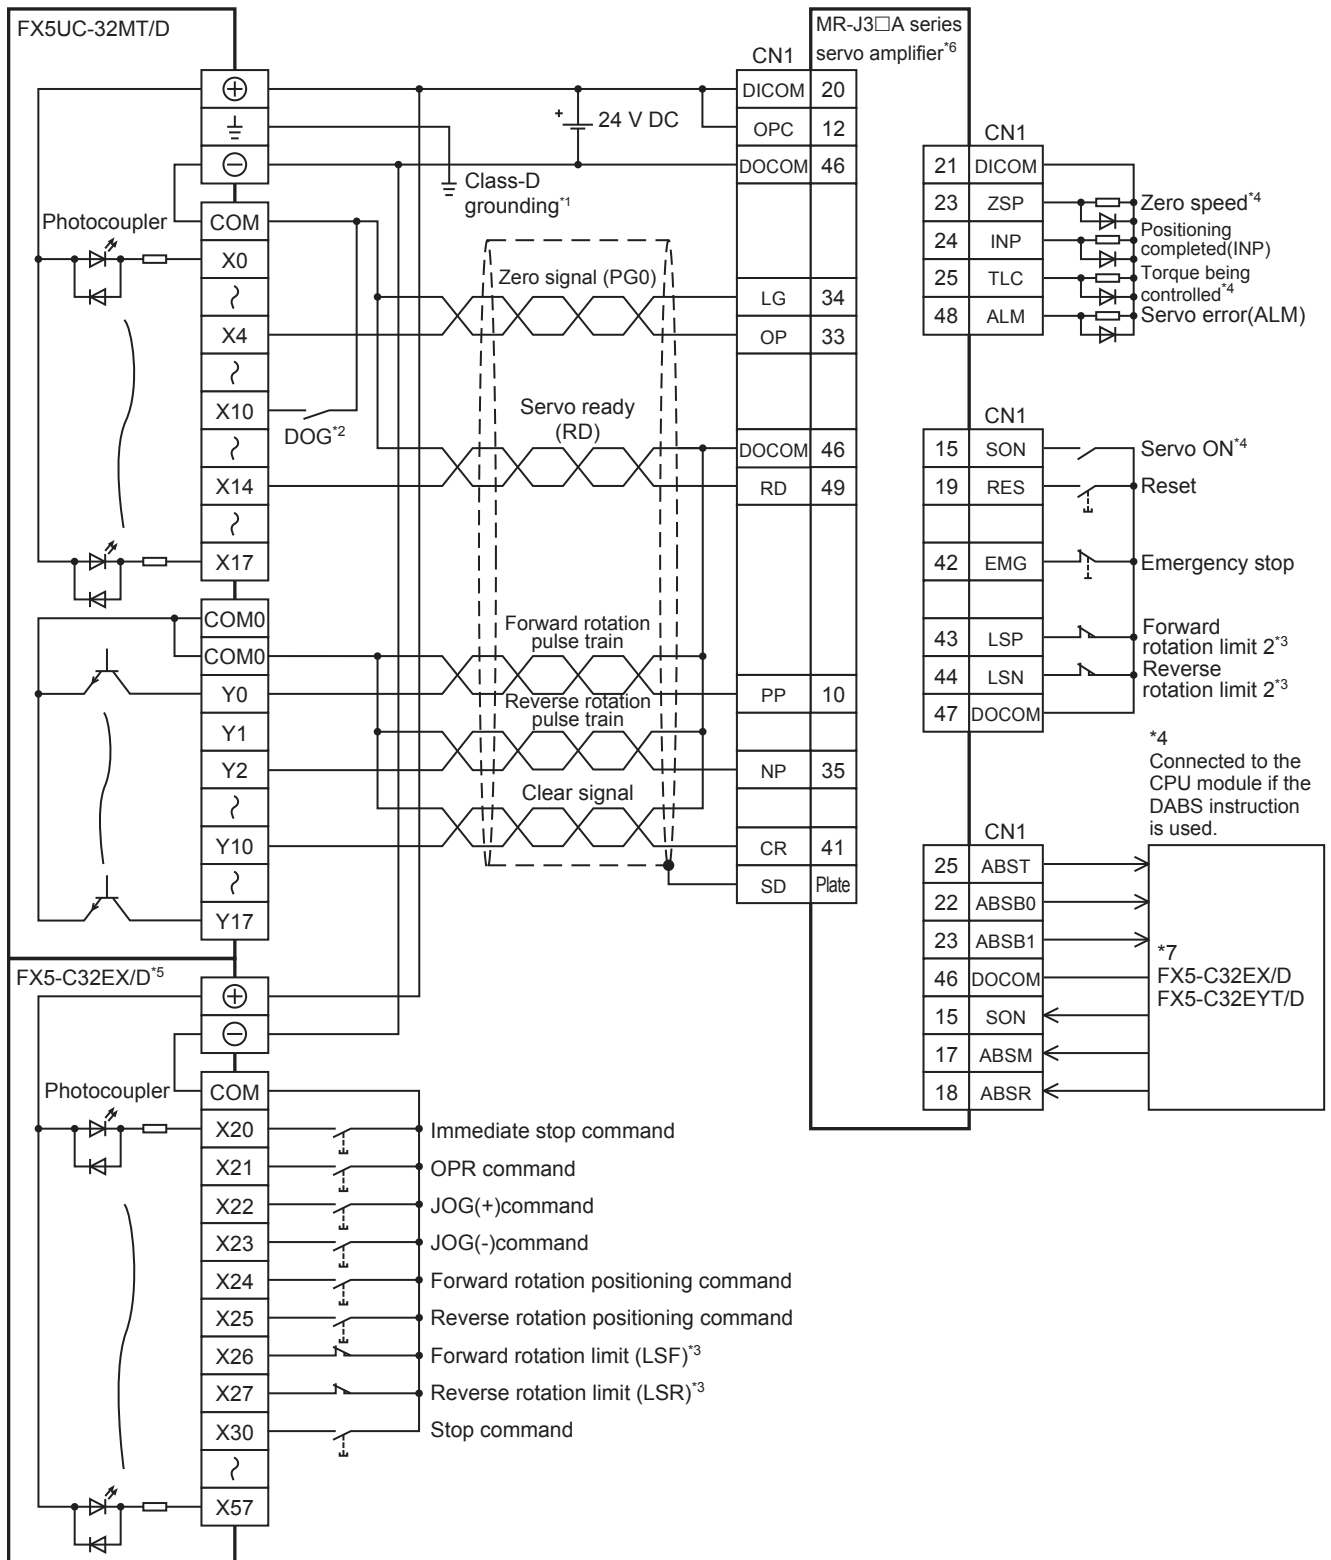 FX5UC-32MT/D
MR-J3□A series
servo amplifier*6
CN1
DICOM 20
OPC 12
DOCOM 46
24 V DC
+
Class-D
grounding*1
Photocoupler
COM
X0
X4
X10
DOG*2
X14
X17
COM0
COM0
Y0
Y1
Y2
Y10
Y17
Zero signal (PG0)
LG 34
OP 33
Servo ready
(RD)
DOCOM 46
RD 49
Forward rotation
pulse train
PP 10
Reverse rotation
pulse train
NP 35
Clear signal
CR 41
SD Plate
CN1
21 DICOM
23 ZSP Zero speed*4
24 INP Positioning
completed(INP)
25 TLC Torque being
controlled*4
48 ALM Servo error(ALM)
CN1
15 SON Servo ON*4
19 RES Reset
42 EMG Emergency stop
43 LSP Forward
rotation limit 2*3
44 LSN Reverse
rotation limit 2*3
47 DOCOM
*4
Connected to the
CPU module if the
DABS instruction
is used.
CN1
25 ABST
22 ABSB0
23 ABSB1
46 DOCOM
15 SON
17 ABSM
18 ABSR
*7
FX5-C32EX/D
FX5-C32EYT/D
FX5-C32EX/D*5
Photocoupler
COM
X20 Immediate stop command
X21 OPR command
X22 JOG(+)command
X23 JOG(-)command
X24 Forward rotation positioning command
X25 Reverse rotation positioning command
X26 Forward rotation limit (LSF)*3
X27 Reverse rotation limit (LSR)*3
X30 Stop command
X57